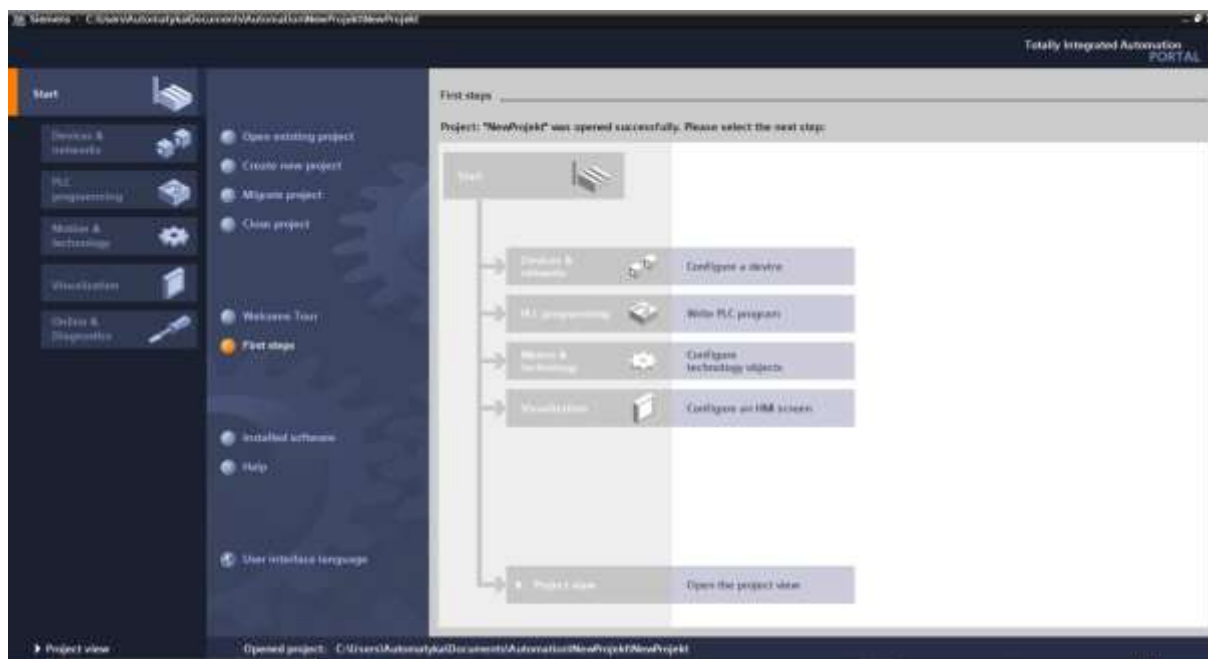 Siemens - C:\Users\Automatyka\Documents\Automation\NewProjekt\NewProjekt
Totally Integrated Automation
PORTAL
Start
Devices &
networks
PLC
programming
Motion &
technology
Visualization
Online &
Diagnostics
Open existing project
Create new project
Migrate project
Close project
Welcome Tour
First steps
Installed software
Help
User interface language
First steps
Project: "NewProjekt" was opened successfully. Please select the next step:
Start
Devices &
networks
Configure a device
PLC programming
Write PLC program
Motion &
technology
Configure
technology objects
Visualization
Configure an HMI screen
Project view
Open the project view
Project view
Opened project: C:\Users\Automatyka\Documents\Automation\NewProjekt\NewProjekt